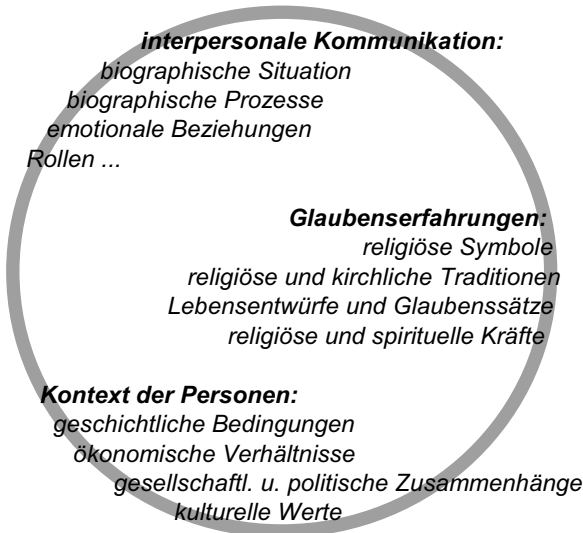 interpersonale Kommunikation:
biographische Situation
biographische Prozesse
emotionale Beziehungen
Rollen ...
Glaubenserfahrungen:
religiöse Symbole
religiöse und kirchliche Traditionen
Lebensentwürfe und Glaubenssätze
religiöse und spirituelle Kräfte
Kontext der Personen:
geschichtliche Bedingungen
ökonomische Verhältnisse
gesellschaftl. u. politische Zusammenhänge
kulturelle Werte